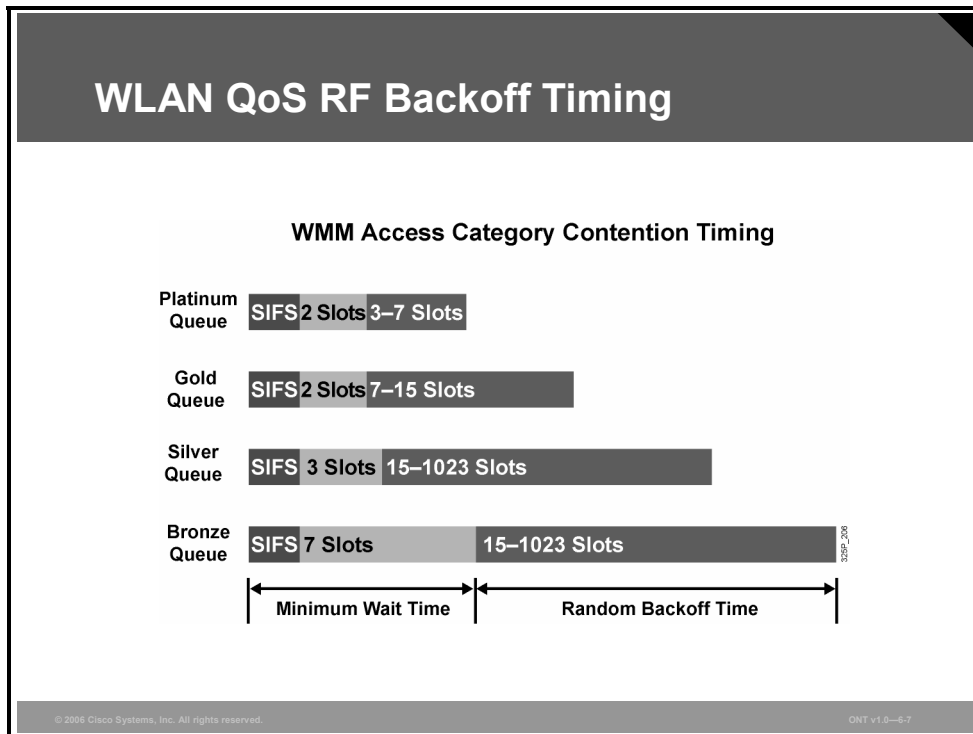 WLAN QoS RF Backoff Timing
WMM Access Category Contention Timing
Platinum
Queue
SIFS 2 Slots 3–7 Slots
Gold
Queue
SIFS 2 Slots 7–15 Slots
Silver
Queue
SIFS 3 Slots 15–1023 Slots
Bronze
Queue
SIFS 7 Slots 15–1023 Slots
325P_206
Minimum Wait Time
Random Backoff Time
© 2006 Cisco Systems, Inc. All rights reserved.
ONT v1.0—6-7